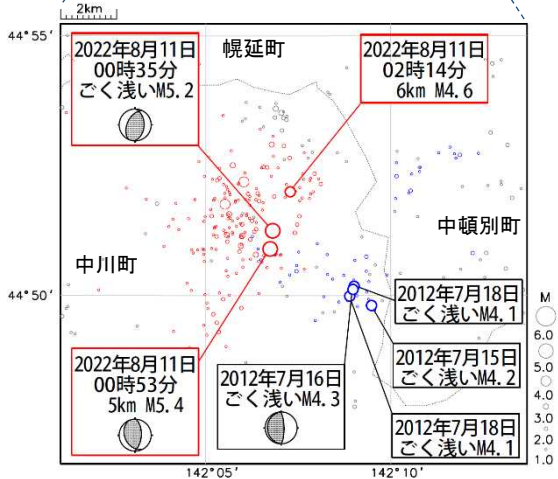 2km
44°55′
2022年8月11日
00時35分
ごく浅いM5.2
幌延町
2022年8月11日
02時14分
6km M4.6
中頓別町
中川町
44°50′
2012年7月18日
ごく浅いM4.1
2012年7月15日
ごく浅いM4.2
2022年8月11日
00時53分
5km M5.4
2012年7月16日
ごく浅いM4.3
2012年7月18日
ごく浅いM4.1
M
6.0
5.0
4.0
3.0
2.0
1.0
142°05′
142°10′